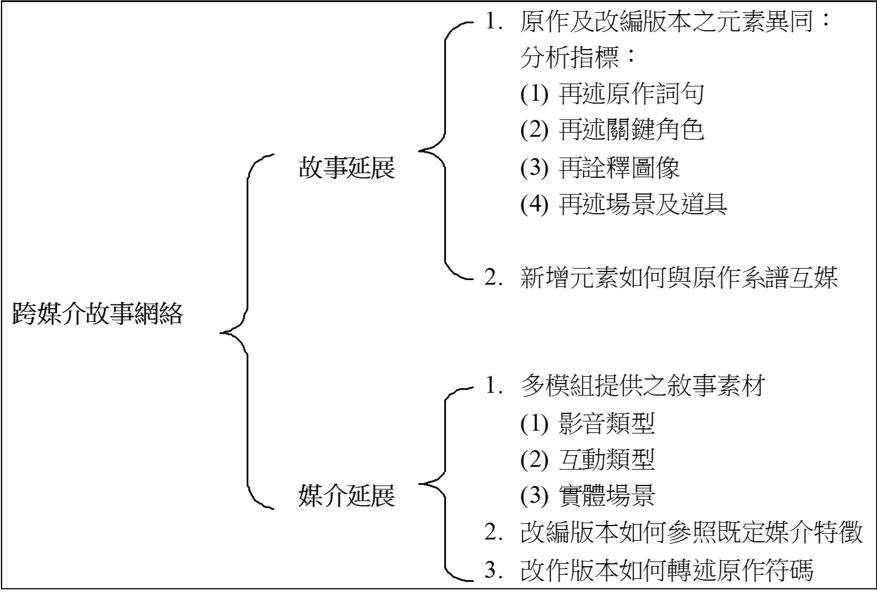 跨媒介故事網絡
故事延展
1. 原作及改編版本之元素異同：
分析指標：
(1) 再述原作詞句
(2) 再述關鍵角色
(3) 再詮釋圖像
(4) 再述場景及道具
2. 新增元素如何與原作系譜互媒
媒介延展
1. 多模組提供之敘事素材
(1) 影音類型
(2) 互動類型
(3) 實體場景
2. 改編版本如何參照既定媒介特徵
3. 改作版本如何轉述原作符碼